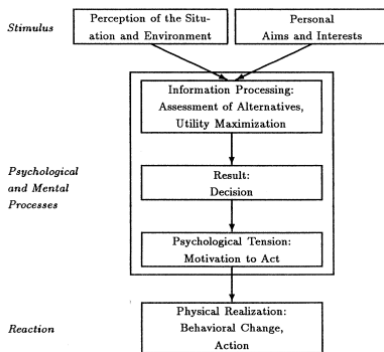 Stimulus
Perception of the Situ-
ation and Environment
Personal
Aims and Interests
Information Processing:
Assessment of Alternatives,
Utility Maximization
Psychological
and Mental
Processes
Result:
Decision
Psychological Tension:
Motivation to Act
Reaction
Physical Realization:
Behavioral Change,
Action